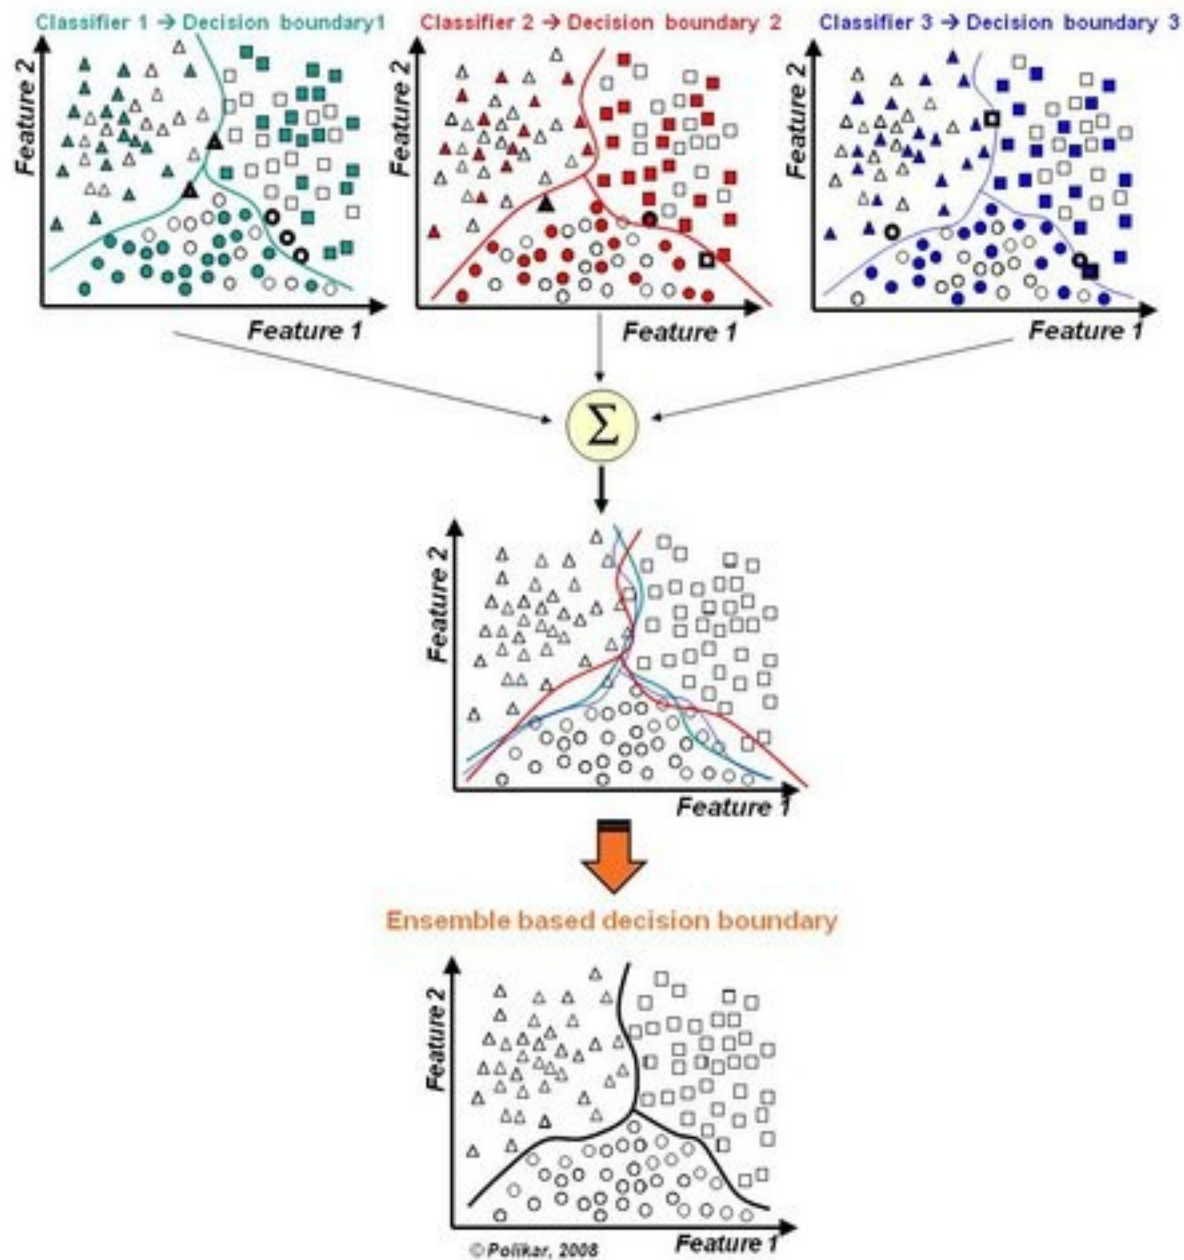 Classifier 1 → Decision boundary1
Classifier 2 → Decision boundary 2
Classifier 3 → Decision boundary 3
Feature 2
Feature 2
Feature 2
Feature 1
Feature 1
Feature 1
Σ
Feature 2
Feature 1
Ensemble based decision boundary
Feature 2
Feature 1
©Polikar, 2008